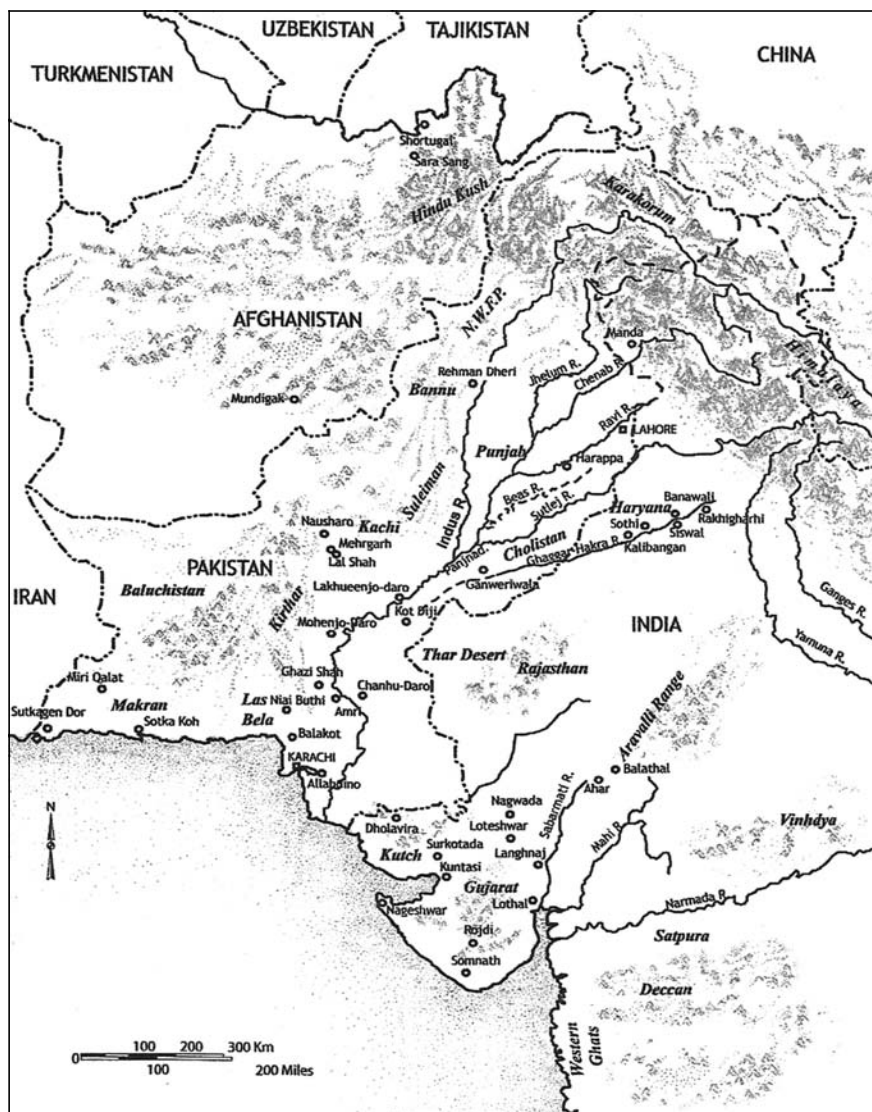 UZBEKISTAN
TAJIKISTAN
CHINA
TURKMENISTAN
Shortugal
Sara Sang
Hindu Kush
Karakorum
N.W.F.P.
AFGHANISTAN
Manda
Himalaya
Rehman Dheri
Jhelum R.
Chenab R.
Bannu
Mundigak
Ravi R.
LAHORE
Punjab
Harappa
Suleiman
Indus R
Beas R.
Sutlej R.
Haryana
Banawali
Rakhigharhi
Nausharo
Kachi
Sothi
Siswal
Mehrgarh
Lal Shah
Cholistan
Kalibangan
Panjnad.
Ghaggar-Hakra R.
PAKISTAN
Ganweriwala
IRAN
Baluchistan
Lakhueenjo-daro
Kirthar
Kot Diji
Ganges R.
Mohenjo-Daro
INDIA
Yamuna R.
Thar Desert
Rajasthan
Ghazi Shah
Miri Qalat
Chanhu-Daro
Makran
Las
Bela
Niai Buthi
Amri
Aravalli Range
Sutkagen Dor
Sotka Koh
Balakot
KARACHI
Balathal
Allahdino
Ahar
N
Nagwada
Sabarmati R.
Dholavira
Loteshwar
Mahi R.
Vinhdya
Surkotada
Langhnaj
Kutch
Kuntasi
Gujarat
Lothal
Narmada R
Nageshwar
Rojdi
Satpura
Somnath
Deccan
Western
Ghats
100 200 300 Km
0
100 200 Miles